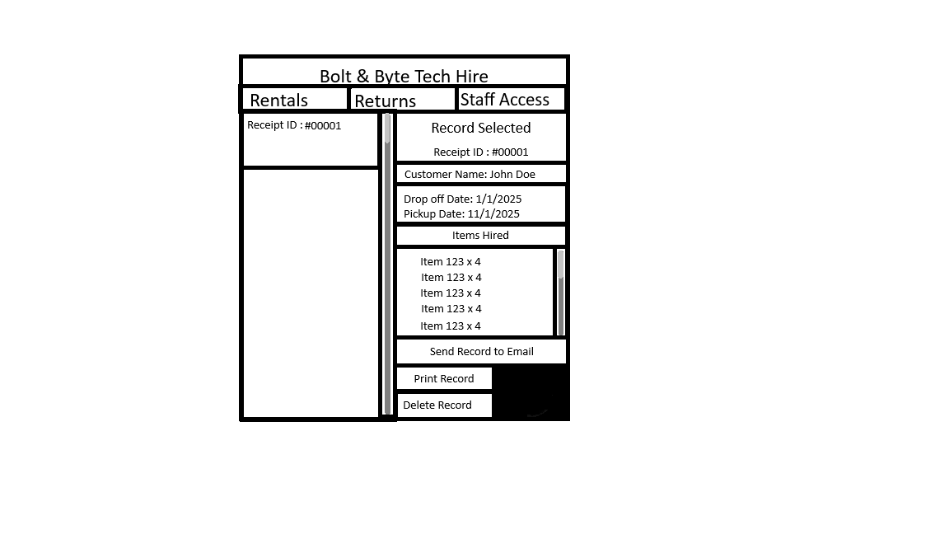 Bolt & Byte Tech Hire
Rentals
Returns
Staff Access
Receipt ID : #00001
Record Selected
Receipt ID : #00001
Customer Name: John Doe
Drop off Date: 1/1/2025
Pickup Date: 11/1/2025
Items Hired
Item 123 x 4
Item 123 x 4
Item 123 x 4
Item 123 x 4
Item 123 x 4
Send Record to Email
Print Record
Delete Record